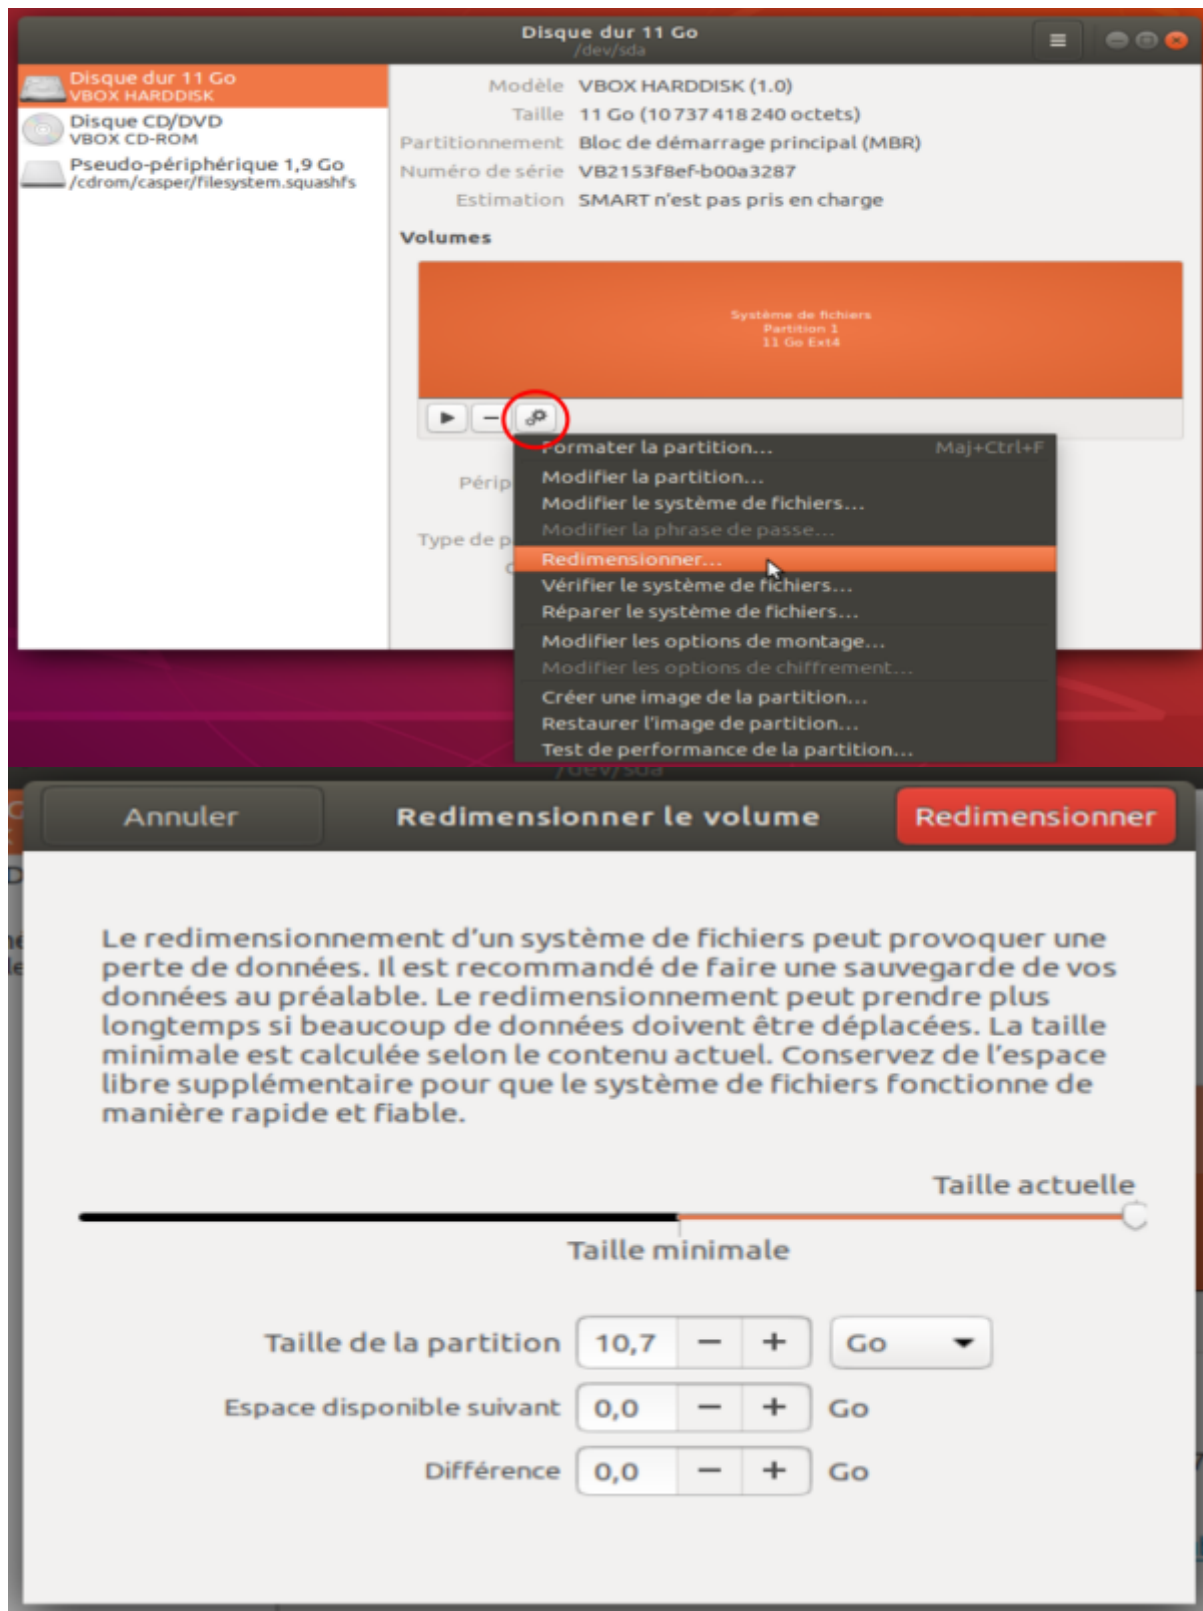 Disque dur 11 Go
/dev/sda
Disque dur 11 Go
VBOX HARDDISK
Disque CD/DVD
VBOX CD-ROM
Pseudo-périphérique 1,9 Go
/cdrom/casper/filesystem.squashfs
Modèle VBOX HARDDISK (1.0)
Taille 11 Go (10 737 418 240 octets)
Partitionnement Bloc de démarrage principal (MBR)
Numéro de série VB2153f8ef-b00a3287
Estimation SMART n'est pas pris en charge
Volumes
Système de fichiers
Partition 1
11 Go Ext4
Formater la partition... Maj+Ctrl+F
Modifier la partition...
Périp
Modifier le système de fichiers...
Modifier la phrase de passe...
Type de p
Redimensionner...
Vérifier le système de fichiers...
Réparer le système de fichiers...
Modifier les options de montage...
Modifier les options de chiffrement...
Créer une image de la partition...
Restaurer l'image de partition...
Test de performance de la partition...
/dev/sda
Annuler Redimensionner le volume Redimensionner
Le redimensionnement d'un système de fichiers peut provoquer une
perte de données. Il est recommandé de faire une sauvegarde de vos
données au préalable. Le redimensionnement peut prendre plus
longtemps si beaucoup de données doivent être déplacées. La taille
minimale est calculée selon le contenu actuel. Conservez de l'espace
libre supplémentaire pour que le système de fichiers fonctionne de
manière rapide et fiable.
Taille actuelle
Taille minimale
Taille de la partition 10,7 − + Go
Espace disponible suivant 0,0 − + Go
Différence 0,0 − + Go